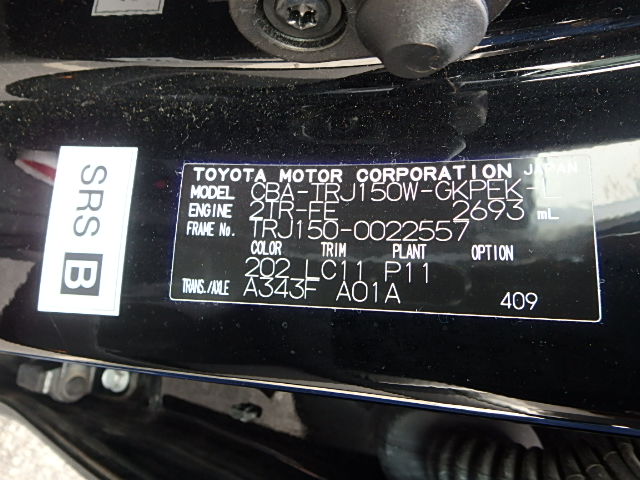 TOYOTA MOTOR CORPORATION JAPAN
MODEL CBA-TRJ150W-GKPEK-L
ENGINE 2TR-FE 2693 mL
FRAME No. TRJ150-0022557
COLOR TRIM PLANT OPTION
202 LC11 P11
TRANS./AXLE A343F A01A 409
SRS B